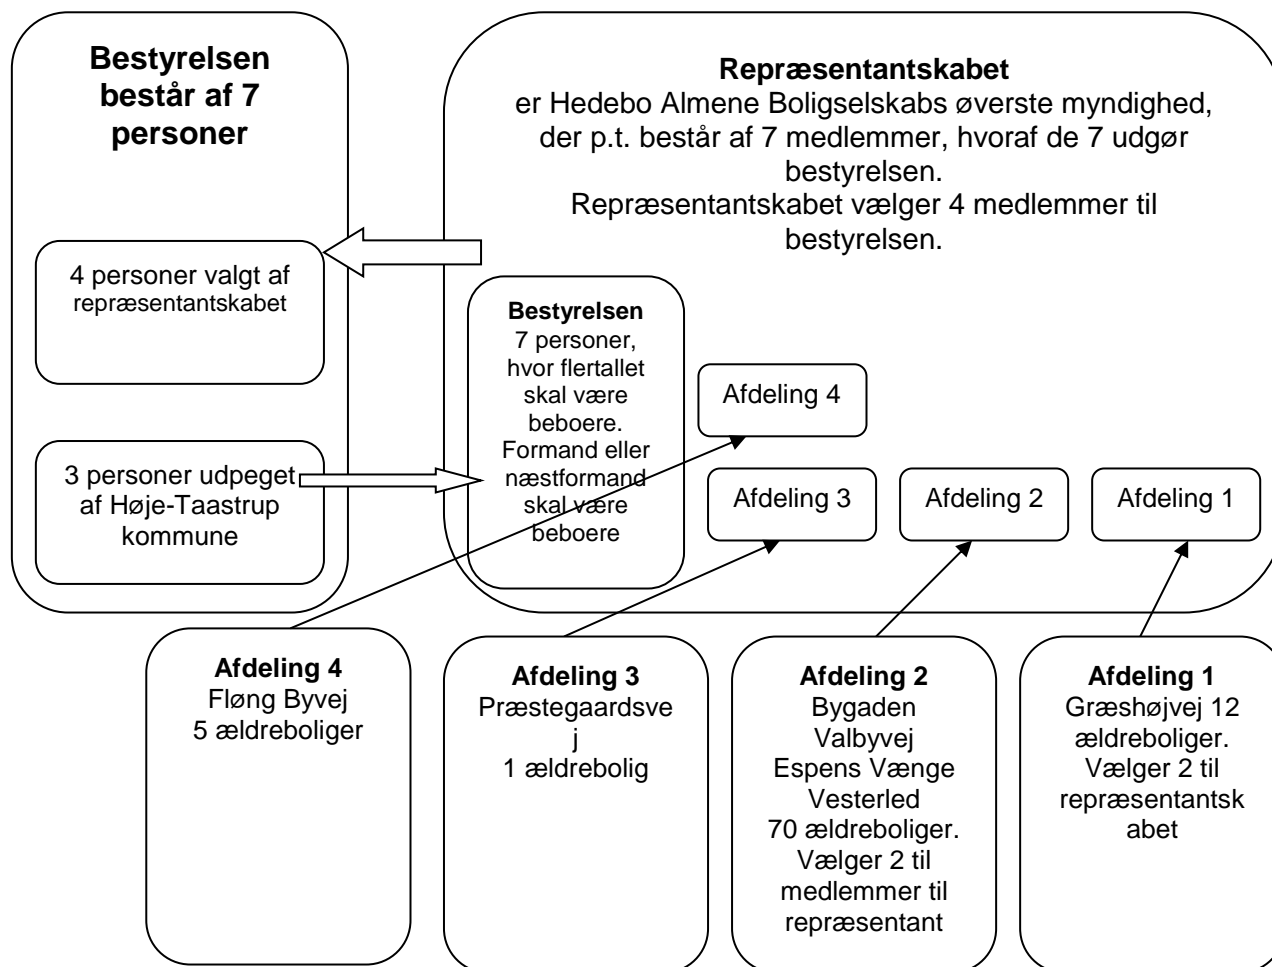 Bestyrelsen
består af 7
personer
4 personer valgt af
repræsentantskabet
3 personer udpeget
af Høje-Taastrup
kommune
Repræsentantskabet
er Hedebo Almene Boligselskabs øverste myndighed,
der p.t. består af 7 medlemmer, hvoraf de 7 udgør
bestyrelsen.
Repræsentantskabet vælger 4 medlemmer til
bestyrelsen.
Bestyrelsen
7 personer,
hvor flertallet
skal være
beboere.
Formand eller
næstformand
skal være
beboere
Afdeling 4
Afdeling 3
Afdeling 2
Afdeling 1
Afdeling 4
Fløng Byvej
5 ældreboliger
Afdeling 3
Præstegaardsve
j
1 ældrebolig
Afdeling 2
Bygaden
Valbyvej
Espens Vænge
Vesterled
70 ældreboliger.
Vælger 2 til
medlemmer til
repræsentant
Afdeling 1
Græshøjvej 12
ældreboliger.
Vælger 2 til
repræsentantsk
abet